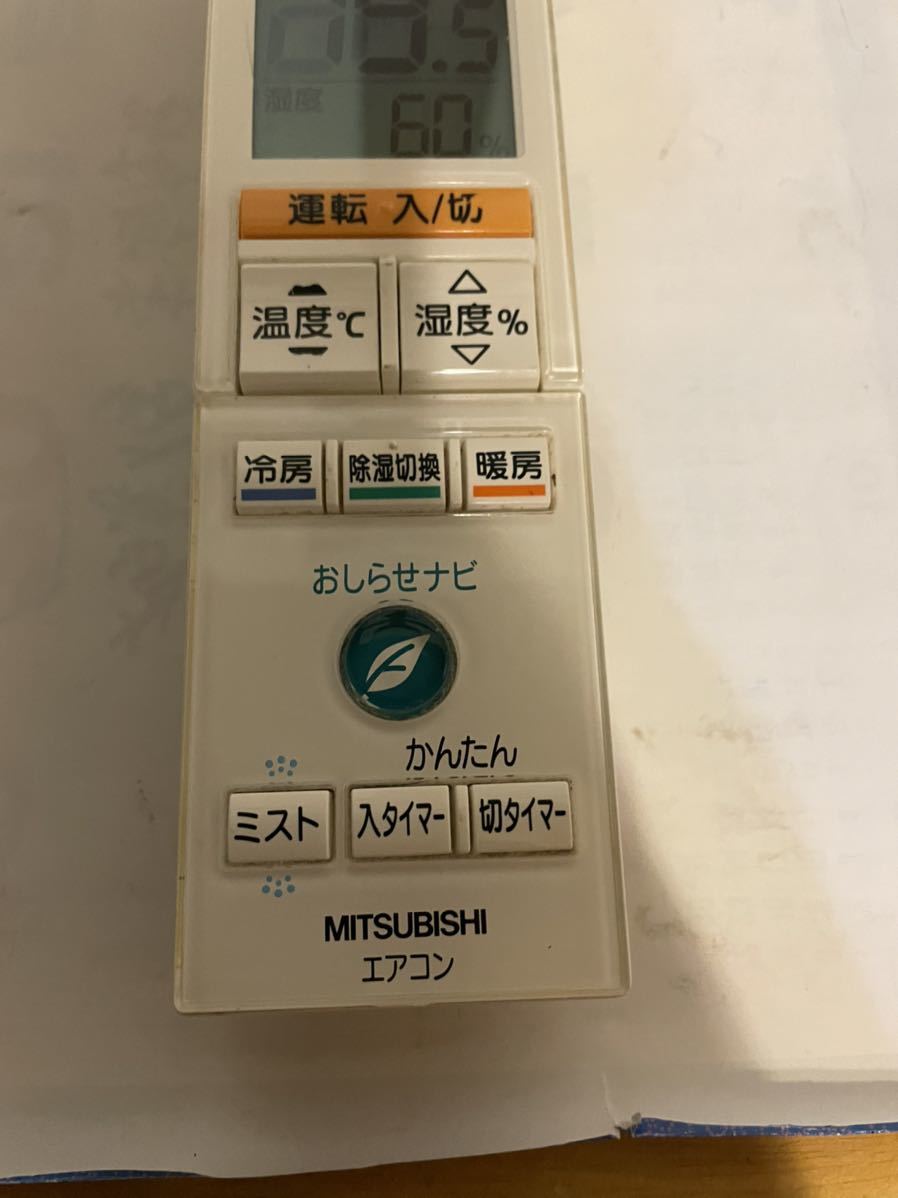 8.5
湿度
60%
運転 入/切
温度℃
湿度%
冷房
除湿切換
暖房
おしらせナビ
かんたん
ミスト
入タイマー
切タイマー
MITSUBISHI
エアコン